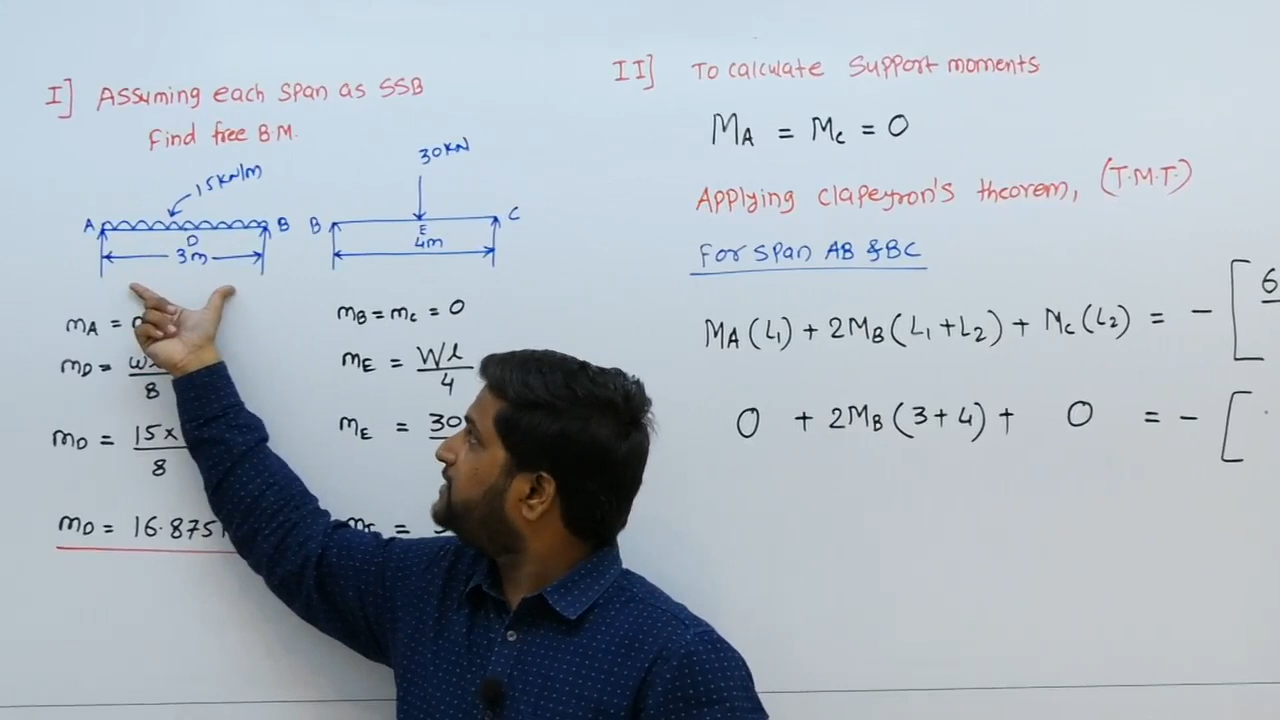 I] Assuming each span as SSB
Find free B.M.
15KN/m
A B
D
3m
30KN
B C
E
4m
MA =
MD = 
8
MD = 15x
8
MD = 16.875
MB = MC = 0
ME = Wl
4
ME = 30
=
II] To calculate Support moments
MA = MC = 0
Applying Clapeyron's theorem, (T.M.T.)
For Span AB & BC
MA (L1) + 2MB (L1 + L2) + MC (L2) = - [ 6
0 + 2MB (3 + 4) + 0 = - [